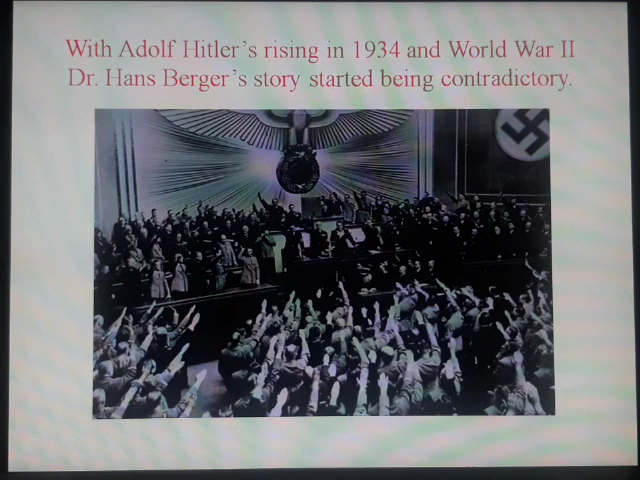 With Adolf Hitler's rising in 1934 and World War II
Dr. Hans Berger's story started being contradictory.